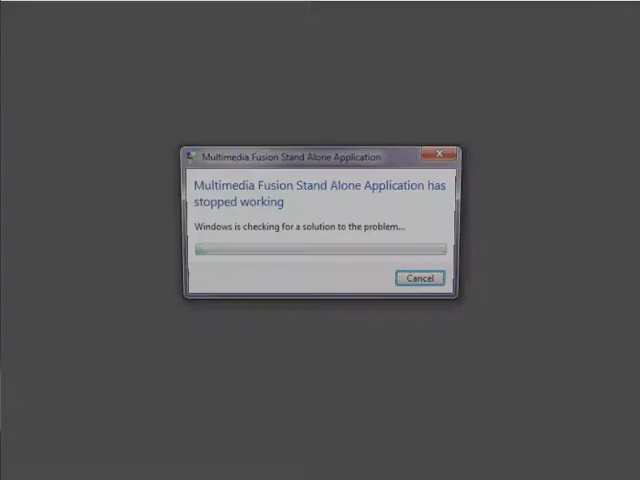 Multimedia Fusion Stand Alone Application
Multimedia Fusion Stand Alone Application has
stopped working
Windows is checking for a solution to the problem...
Cancel